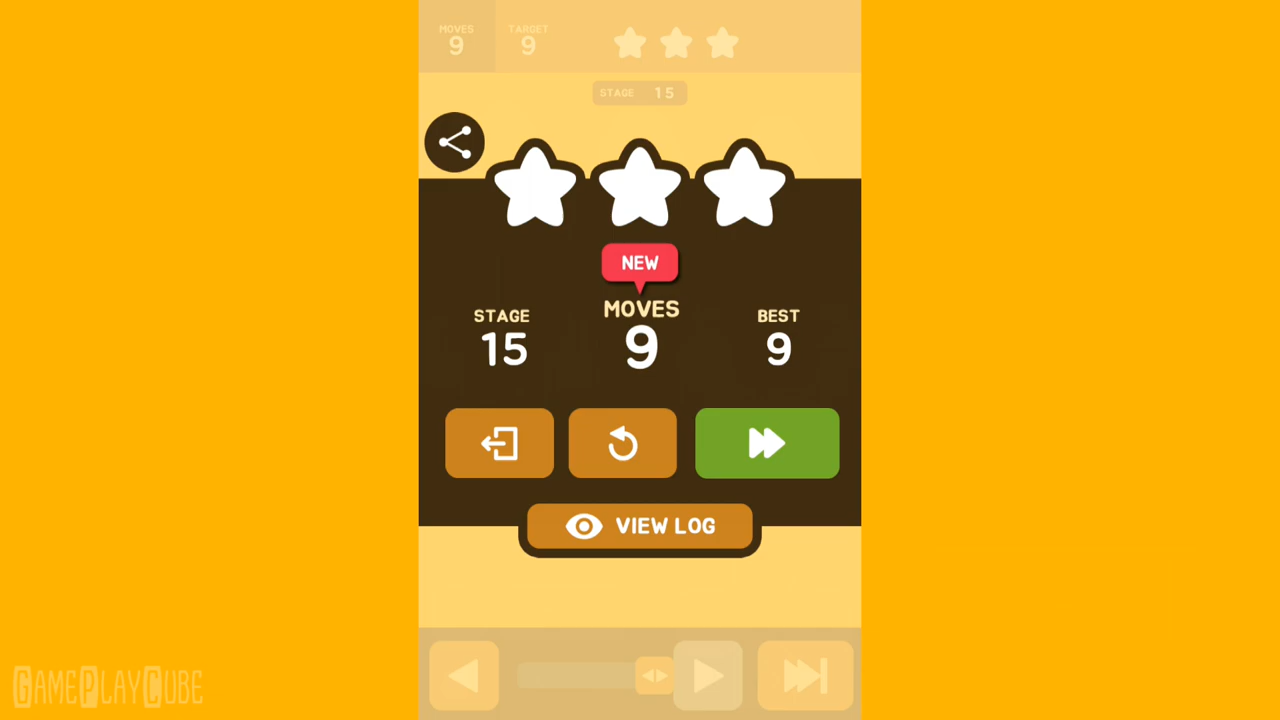 MOVES
9
TARGET
9
STAGE 15
NEW
STAGE
15
MOVES
9
BEST
9
VIEW LOG
GAMEPLAYCUBE